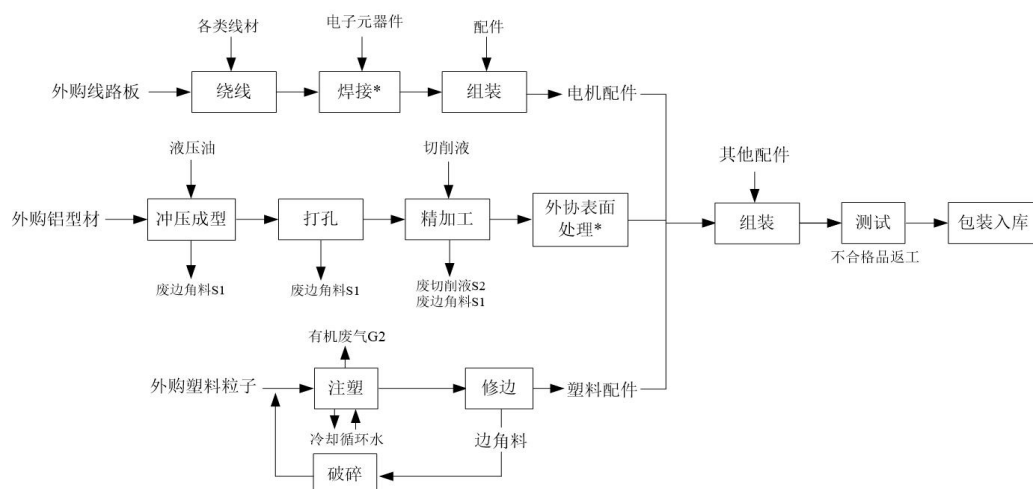 各类线材
电子元器件
配件
外购线路板
绕线
焊接*
组装
电机配件
液压油
切削液
其他配件
外购铝型材
冲压成型
打孔
精加工
外协表面
处理*
组装
测试
包装入库
不合格品返工
废边角料S1
废边角料S1
废切削液S2
废边角料S1
有机废气G2
外购塑料粒子
注塑
修边
塑料配件
冷却循环水
边角料
破碎